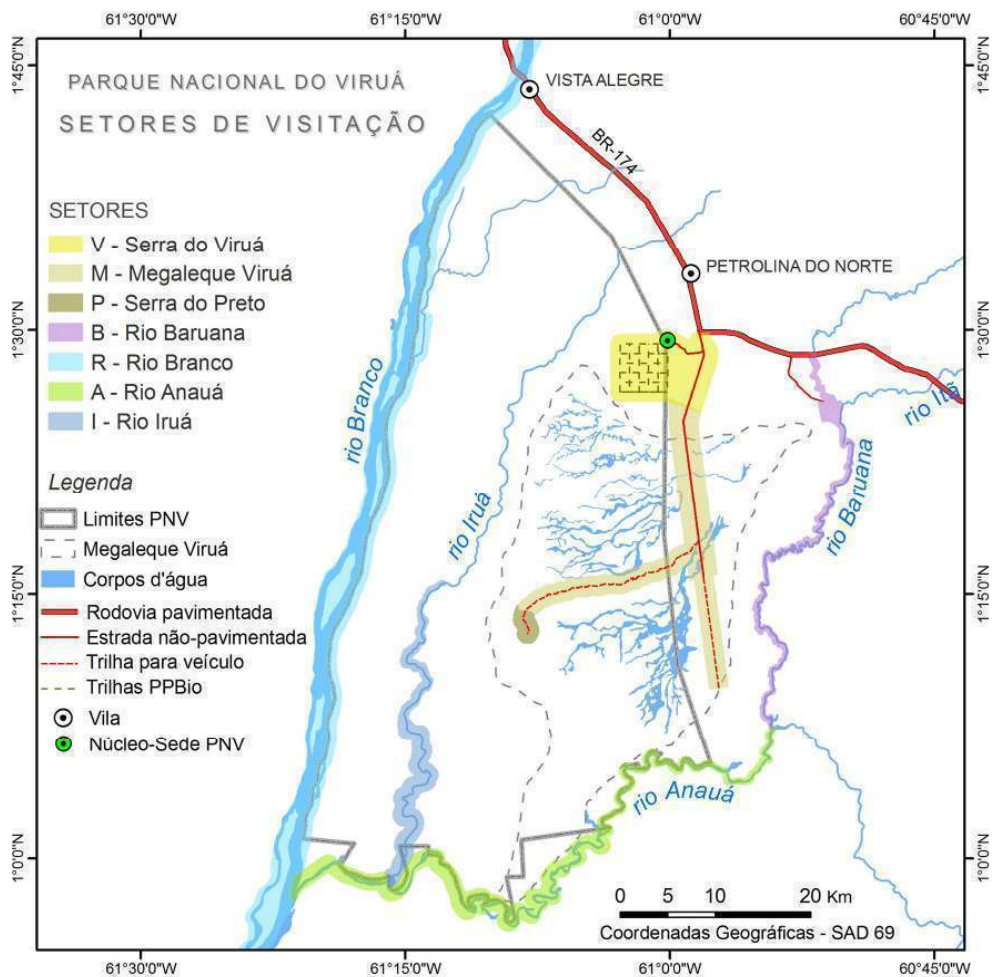 61°30'0"W
61°15'0"W
61°0'0"W
60°45'0"W
1°45'0"N
1°45'0"N
PARQUE NACIONAL DO VIRUÁ
SETORES DE VISITAÇÃO
VISTA ALEGRE
BR-174
SETORES
V - Serra do Viruá
M - Megaleque Viruá
P - Serra do Preto
B - Rio Baruana
R - Rio Branco
A - Rio Anauá
I - Rio Iruá
PETROLINA DO NORTE
1°30'0"N
1°30'0"N
rio Branco
rio Itã
rio Iruá
rio Baruana
Legenda
Limites PNV
Megaleque Viruá
Corpos d'água
Rodovia pavimentada
Estrada não-pavimentada
Trilha para veículo
Trilhas PPBio
Vila
Núcleo-Sede PNV
1°15'0"N
1°15'0"N
rio Anauá
1°0'0"N
1°0'0"N
0 5 10 20 Km
Coordenadas Geográficas - SAD 69
61°30'0"W
61°15'0"W
61°0'0"W
60°45'0"W